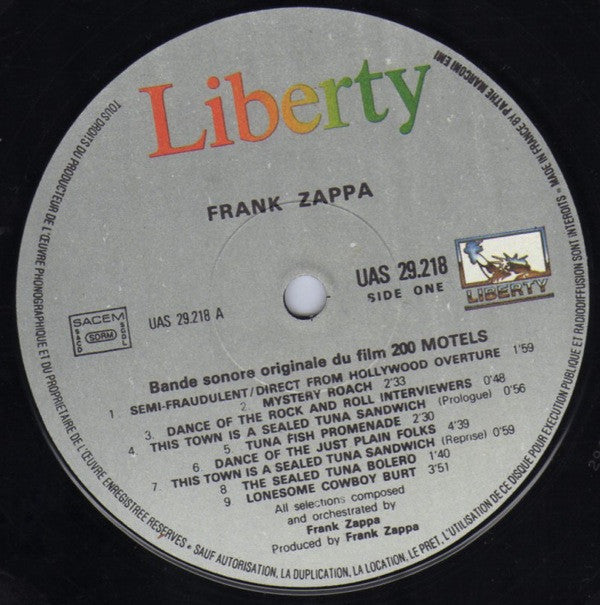 Liberty
FRANK ZAPPA
UAS 29.218
SIDE ONE
LIBERTY
SACEM
SACD
SDRM
SGDL
UAS 29.218 A
Bande sonore originale du film 200 MOTELS
1 SEMI-FRAUDULENT/DIRECT FROM HOLLYWOOD OVERTURE 1'59
2. MYSTERY ROACH 2'33
3. DANCE OF THE ROCK AND ROLL INTERVIEWERS 0'48
4. THIS TOWN IS A SEALED TUNA SANDWICH (Prologue) 0'56
5. TUNA FISH PROMENADE 2'30
6. DANCE OF THE JUST PLAIN FOLKS 4'39
7. THIS TOWN IS A SEALED TUNA SANDWICH (Reprise) 0'59
8 THE SEALED TUNA BOLERO 1'40
9 LONESOME COWBOY BURT 3'51
All selections composed
and orchestrated by
Frank Zappa
Produced by Frank Zappa
TOUS DROITS DU PRODUCTEUR DE L'ŒUVRE PHONOGRAPHIQUE ET DU PROPRIETAIRE DE L'ŒUVRE ENREGISTREE RESERVES • SAUF AUTORISATION, LA DUPLICATION, LA LOCATION, LE PRET, L'UTILISATION DE CE DISQUE POUR EXECUTION PUBLIQUE ET RADIODIFFUSION SONT INTERDITS • MADE IN FRANCE BY PATHE MARCONI EMI